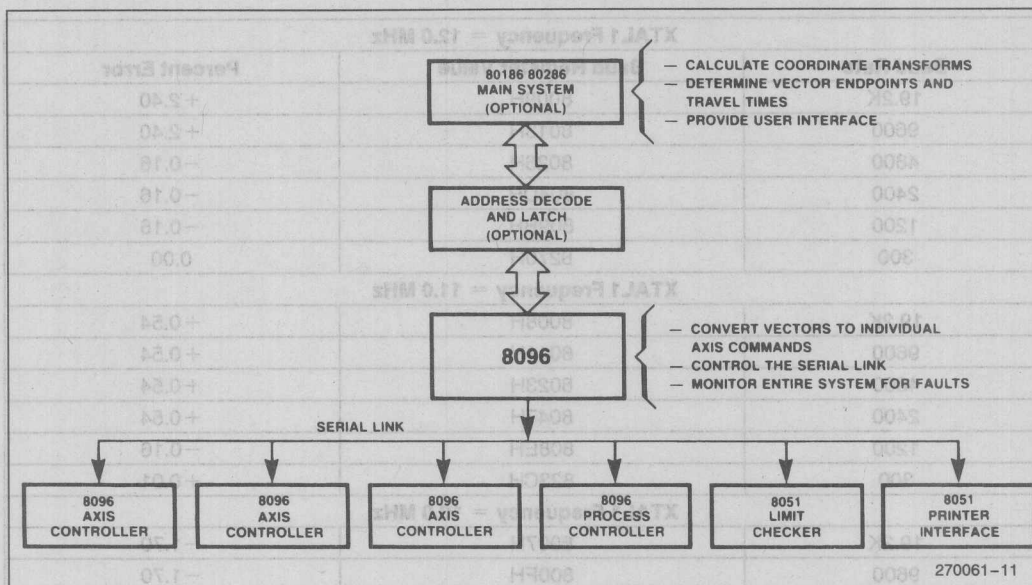 80186 80286
MAIN SYSTEM
(OPTIONAL)
— CALCULATE COORDINATE TRANSFORMS
— DETERMINE VECTOR ENDPOINTS AND
TRAVEL TIMES
— PROVIDE USER INTERFACE
ADDRESS DECODE
AND LATCH
(OPTIONAL)
8096
— CONVERT VECTORS TO INDIVIDUAL
AXIS COMMANDS
— CONTROL THE SERIAL LINK
— MONITOR ENTIRE SYSTEM FOR FAULTS
SERIAL LINK
8096
AXIS
CONTROLLER
8096
AXIS
CONTROLLER
8096
AXIS
CONTROLLER
8096
PROCESS
CONTROLLER
8051
LIMIT
CHECKER
8051
PRINTER
INTERFACE
270061–11